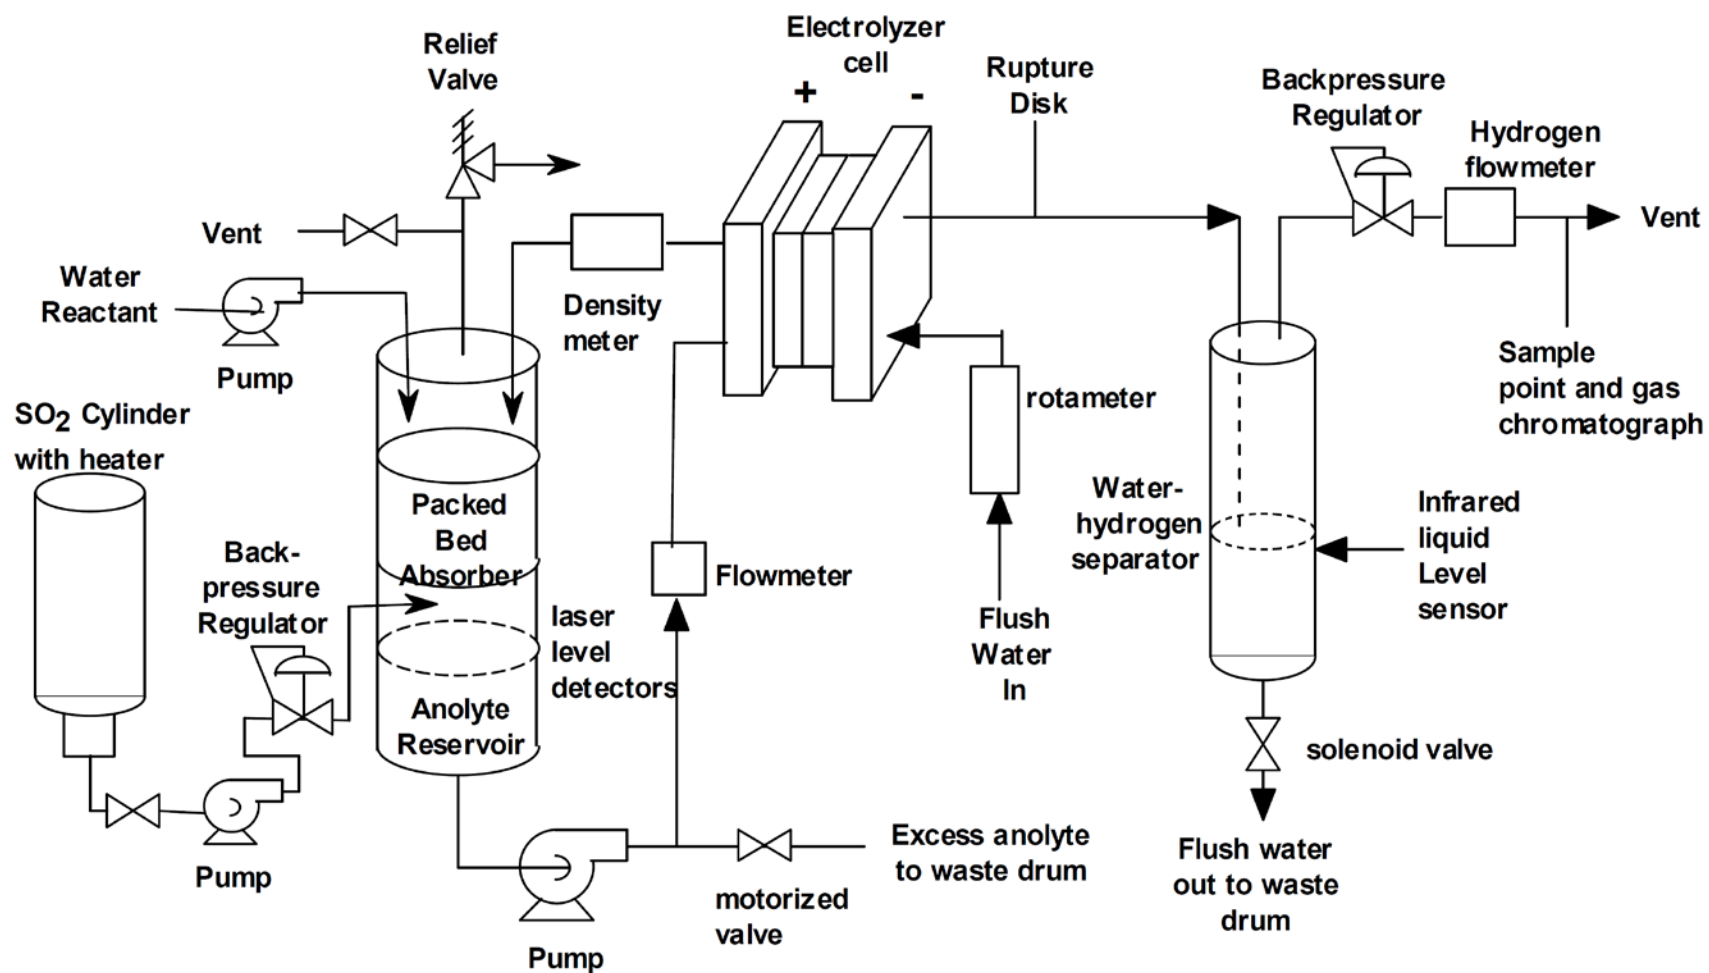 Relief
Valve
Electrolyzer
cell
+
-
Rupture
Disk
Backpressure
Regulator
Hydrogen
flowmeter
Vent
Vent
Water
Reactant
Pump
Density
meter
SO2 Cylinder
with heater
rotameter
Sample
point and gas
chromatograph
Packed
Bed
Absorber
Back-
pressure
Regulator
Flowmeter
Water-
hydrogen
separator
Infrared
liquid
Level
sensor
laser
level
detectors
Flush
Water
In
Anolyte
Reservoir
solenoid valve
Pump
Excess anolyte
to waste drum
motorized
valve
Pump
Flush water
out to waste
drum